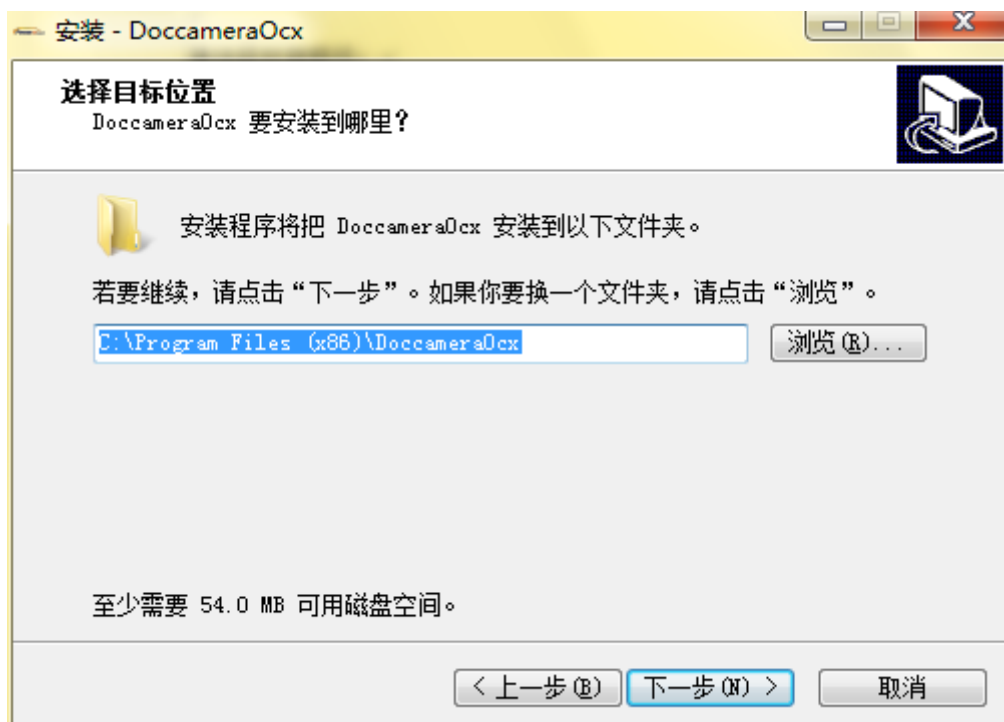 安装 - DoccameraOcx
选择目标位置
DoccameraOcx 要安装到哪里?
安装程序将把 DoccameraOcx 安装到以下文件夹。
若要继续，请点击“下一步”。如果你要换一个文件夹，请点击“浏览”。
C:\Program Files (x86)\DoccameraOcx
浏览(R)...
至少需要 54.0 MB 可用磁盘空间。
< 上一步(B) 下一步(N) > 取消